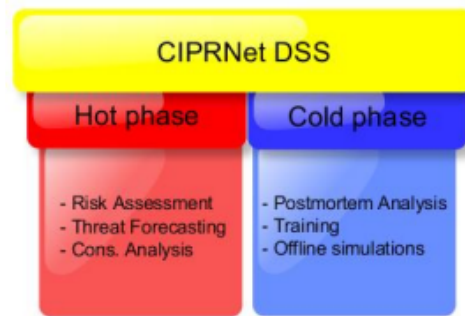 CIPRNet DSS
Hot phase
Cold phase
- Risk Assessment
- Threat Forecasting
- Cons. Analysis
- Postmortem Analysis
- Training
- Offline simulations